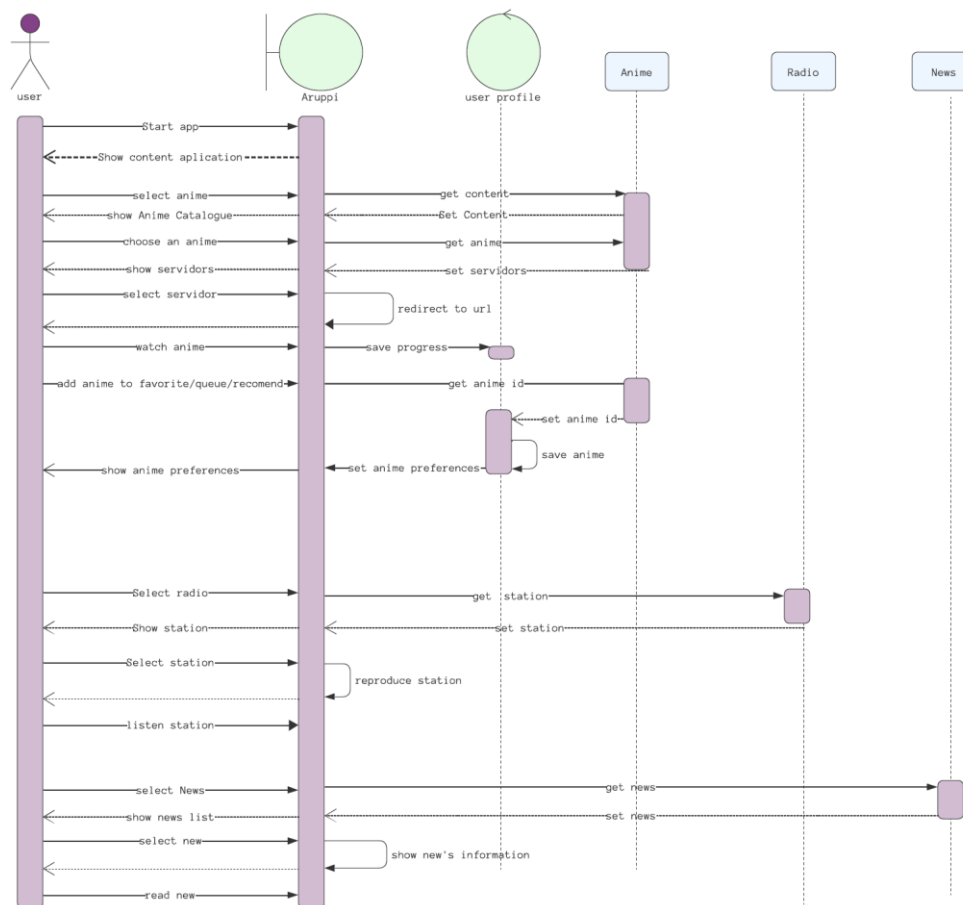 Anime
Radio
News
user
Aruppi
user profile
Start app
Show content aplication
select anime
get content
show Anime Catalogue
Set Content
choose an anime
get anime
show servidors
set servidors
select servidor
redirect to url
watch anime
save progress
add anime to favorite/queue/recomend
get anime id
set anime id
save anime
show anime preferences
set anime preferences
Select radio
get station
Show station
set station
Select station
reproduce station
listen station
select News
get news
show news list
set news
select new
show new's information
read new